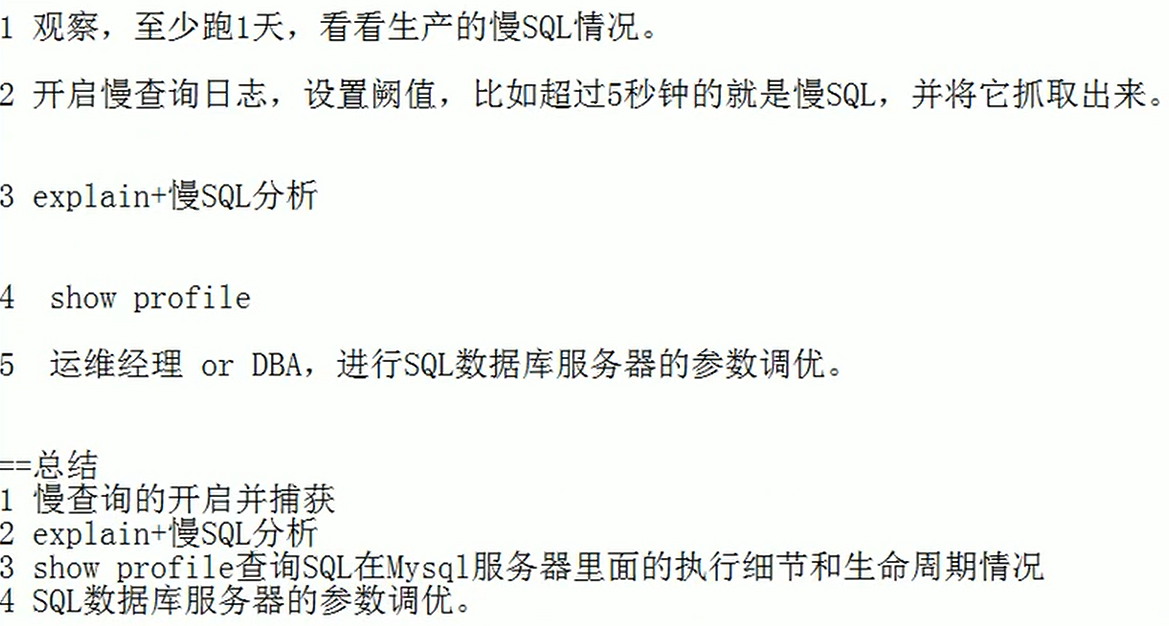 1 观察，至少跑1天，看看生产的慢SQL情况。
2 开启慢查询日志，设置阙值，比如超过5秒钟的就是慢SQL，并将它抓取出来。
3 explain+慢SQL分析
4 show profile
5 运维经理 or DBA，进行SQL数据库服务器的参数调优。
==总结
1 慢查询的开启并捕获
2 explain+慢SQL分析
3 show profile查询SQL在Mysql服务器里面的执行细节和生命周期情况
4 SQL数据库服务器的参数调优。